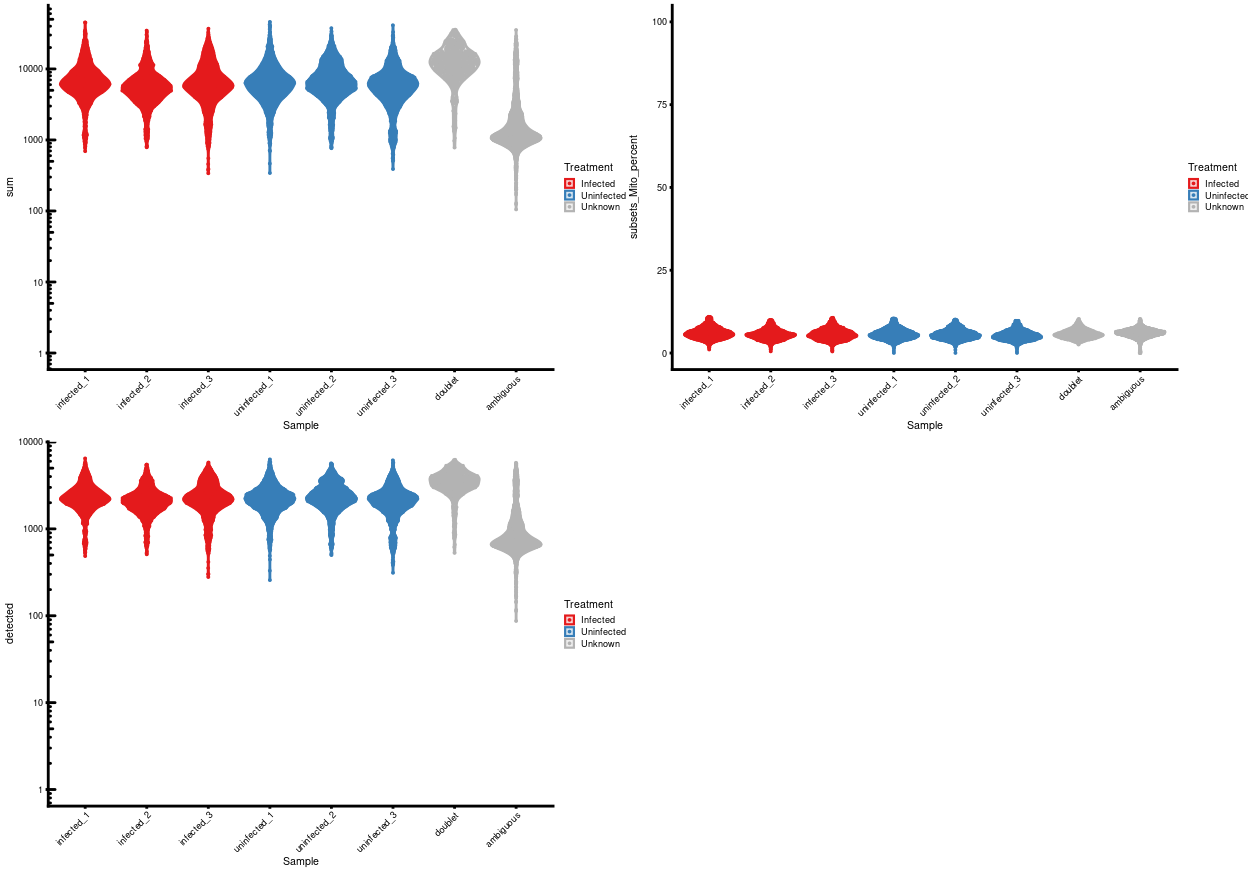 sum
10000
1000
100
10
1
infected_1
infected_2
infected_3
uninfected_1
uninfected_2
uninfected_3
doublet
ambiguous
Sample
Treatment
Infected
Uninfected
Unknown
subsets_Mito_percent
100
75
50
25
0
infected_1
infected_2
infected_3
uninfected_1
uninfected_2
uninfected_3
doublet
ambiguous
Sample
Treatment
Infected
Uninfected
Unknown
detected
10000
1000
100
10
1
infected_1
infected_2
infected_3
uninfected_1
uninfected_2
uninfected_3
doublet
ambiguous
Sample
Treatment
Infected
Uninfected
Unknown